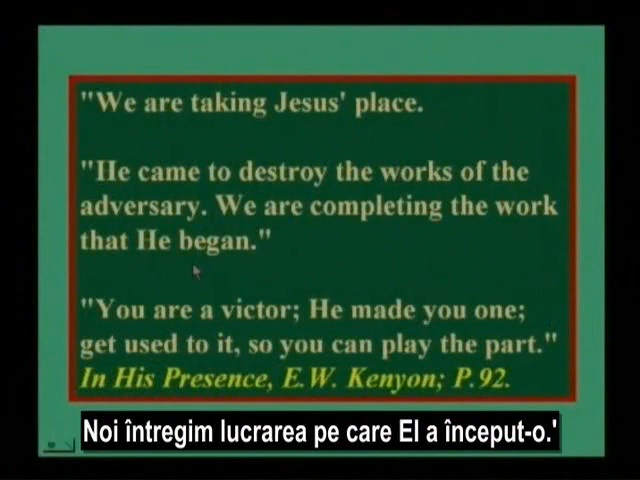 "We are taking Jesus' place.
"He came to destroy the works of the
adversary. We are completing the work
that He began."
"You are a victor; He made you one;
get used to it, so you can play the part."
In His Presence, E.W. Kenyon; P.92.
Noi întregim lucrarea pe care El a început-o.'